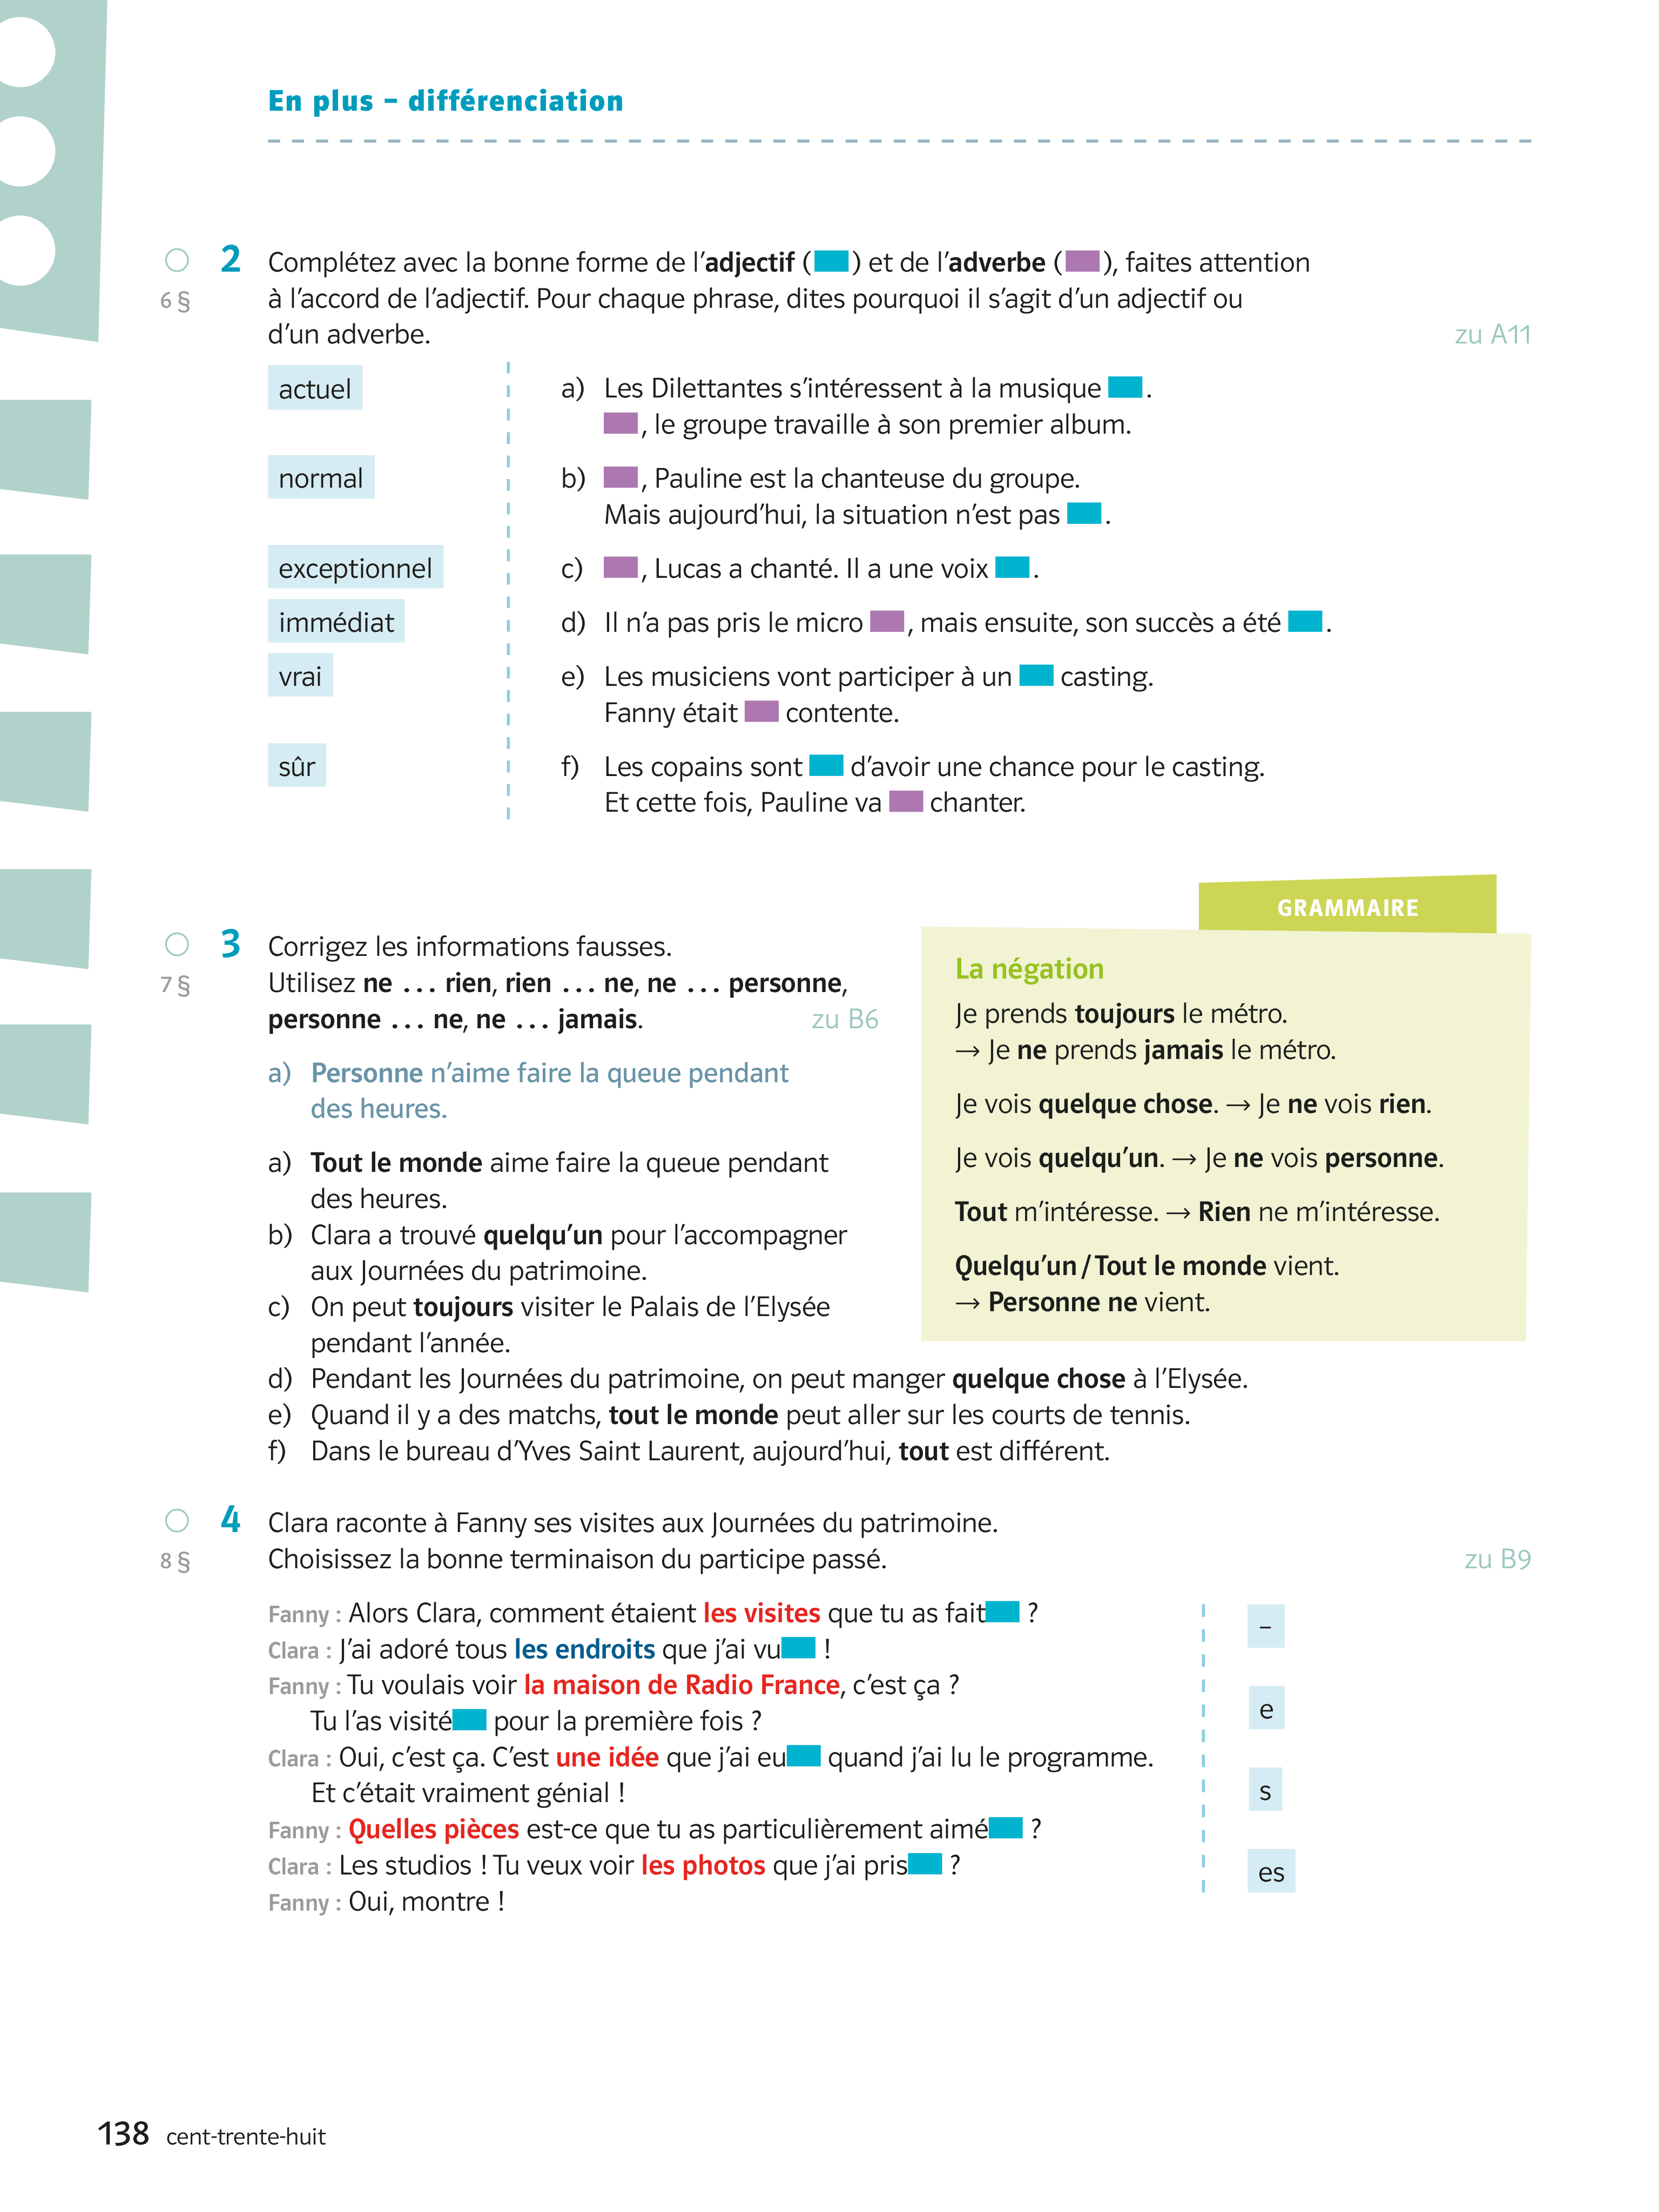 En plus – différenciation
2 Complétez avec la bonne forme de l’adjectif ( ) et de l’adverbe ( ), faites attention
6 § à l’accord de l’adjectif. Pour chaque phrase, dites pourquoi il s’agit d’un adjectif ou
d’un adverbe. zu A11
actuel a) Les Dilettantes s’intéressent à la musique .
, le groupe travaille à son premier album.
normal b) , Pauline est la chanteuse du groupe.
Mais aujourd’hui, la situation n’est pas .
exceptionnel c) , Lucas a chanté. Il a une voix .
immédiat d) Il n’a pas pris le micro , mais ensuite, son succès a été .
vrai e) Les musiciens vont participer à un casting.
Fanny était contente.
sûr f) Les copains sont d’avoir une chance pour le casting.
Et cette fois, Pauline va chanter.
3 Corrigez les informations fausses.
7 § Utilisez ne ... rien, rien ... ne, ne ... personne,
personne ... ne, ne ... jamais. zu B6
a) Personne n’aime faire la queue pendant
des heures.
a) Tout le monde aime faire la queue pendant
des heures.
b) Clara a trouvé quelqu’un pour l’accompagner
aux Journées du patrimoine.
c) On peut toujours visiter le Palais de l’Elysée
pendant l’année.
d) Pendant les Journées du patrimoine, on peut manger quelque chose à l’Elysée.
e) Quand il y a des matchs, tout le monde peut aller sur les courts de tennis.
f) Dans le bureau d’Yves Saint Laurent, aujourd’hui, tout est différent.
GRAMMAIRE
La négation
Je prends toujours le métro.
→ Je ne prends jamais le métro.
Je vois quelque chose. → Je ne vois rien.
Je vois quelqu’un. → Je ne vois personne.
Tout m’intéresse. → Rien ne m’intéresse.
Quelqu’un / Tout le monde vient.
→ Personne ne vient.
4 Clara raconte à Fanny ses visites aux Journées du patrimoine.
8 § Choisissez la bonne terminaison du participe passé. zu B9
Fanny : Alors Clara, comment étaient les visites que tu as fait ?
Clara : J’ai adoré tous les endroits que j’ai vu !
Fanny : Tu voulais voir la maison de Radio France, c’est ça ?
Tu l’as visité pour la première fois ?
Clara : Oui, c’est ça. C’est une idée que j’ai eu quand j’ai lu le programme.
Et c’était vraiment génial !
Fanny : Quelles pièces est-ce que tu as particulièrement aimé ?
Clara : Les studios ! Tu veux voir les photos que j’ai pris ?
Fanny : Oui, montre !
–
e
s
es
138 cent-trente-huit